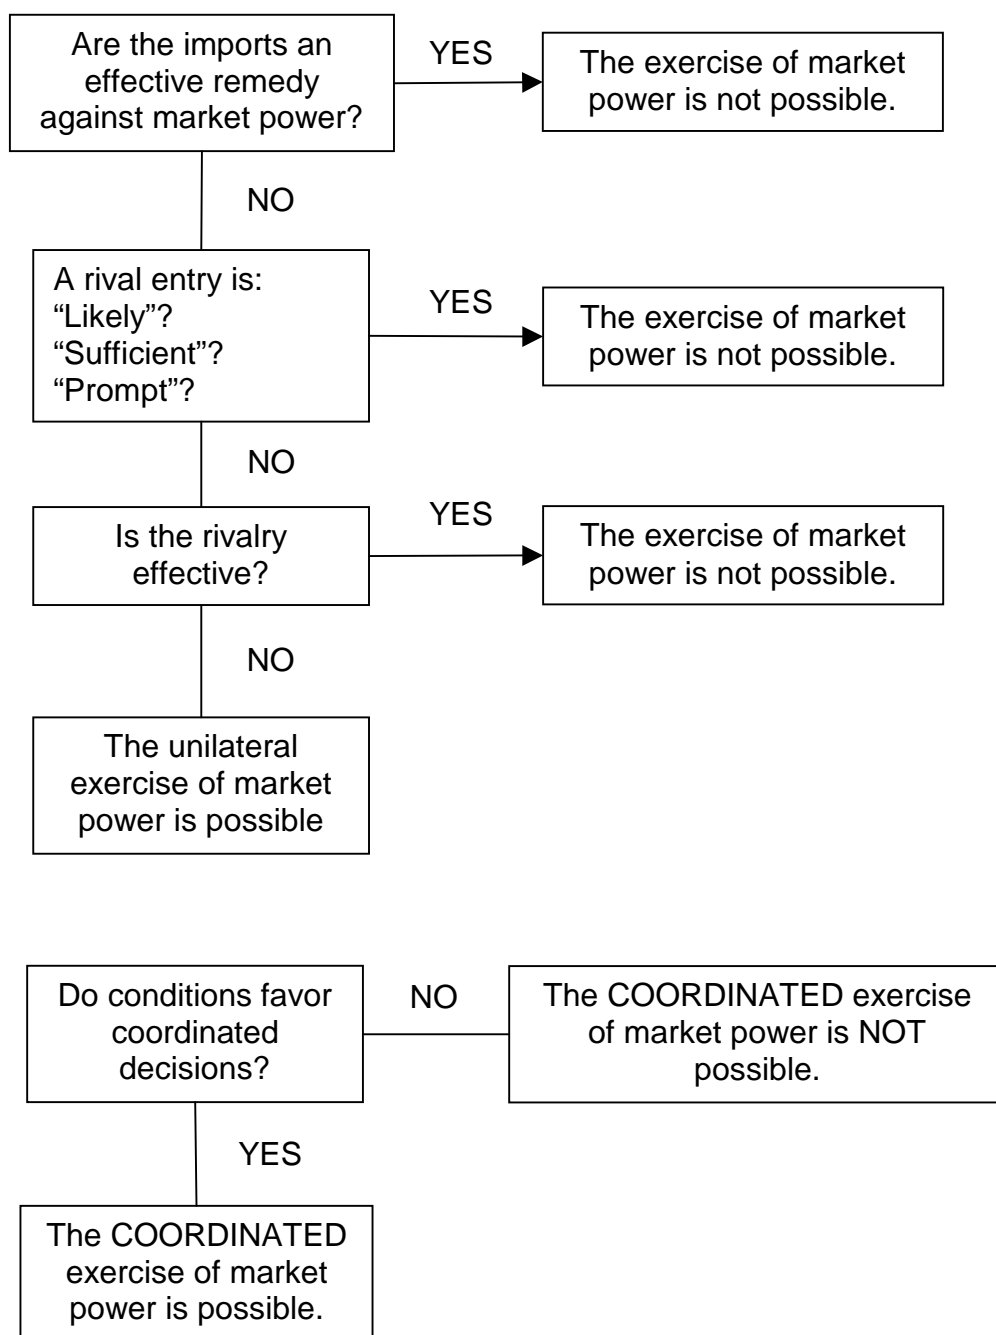 Are the imports an
effective remedy
against market power?
YES
The exercise of market
power is not possible.
NO
A rival entry is:
“Likely”?
“Sufficient”?
“Prompt”?
YES
The exercise of market
power is not possible.
NO
Is the rivalry
effective?
YES
The exercise of market
power is not possible.
NO
The unilateral
exercise of market
power is possible
Do conditions favor
coordinated
decisions?
NO
The COORDINATED exercise
of market power is NOT
possible.
YES
The COORDINATED
exercise of market
power is possible.